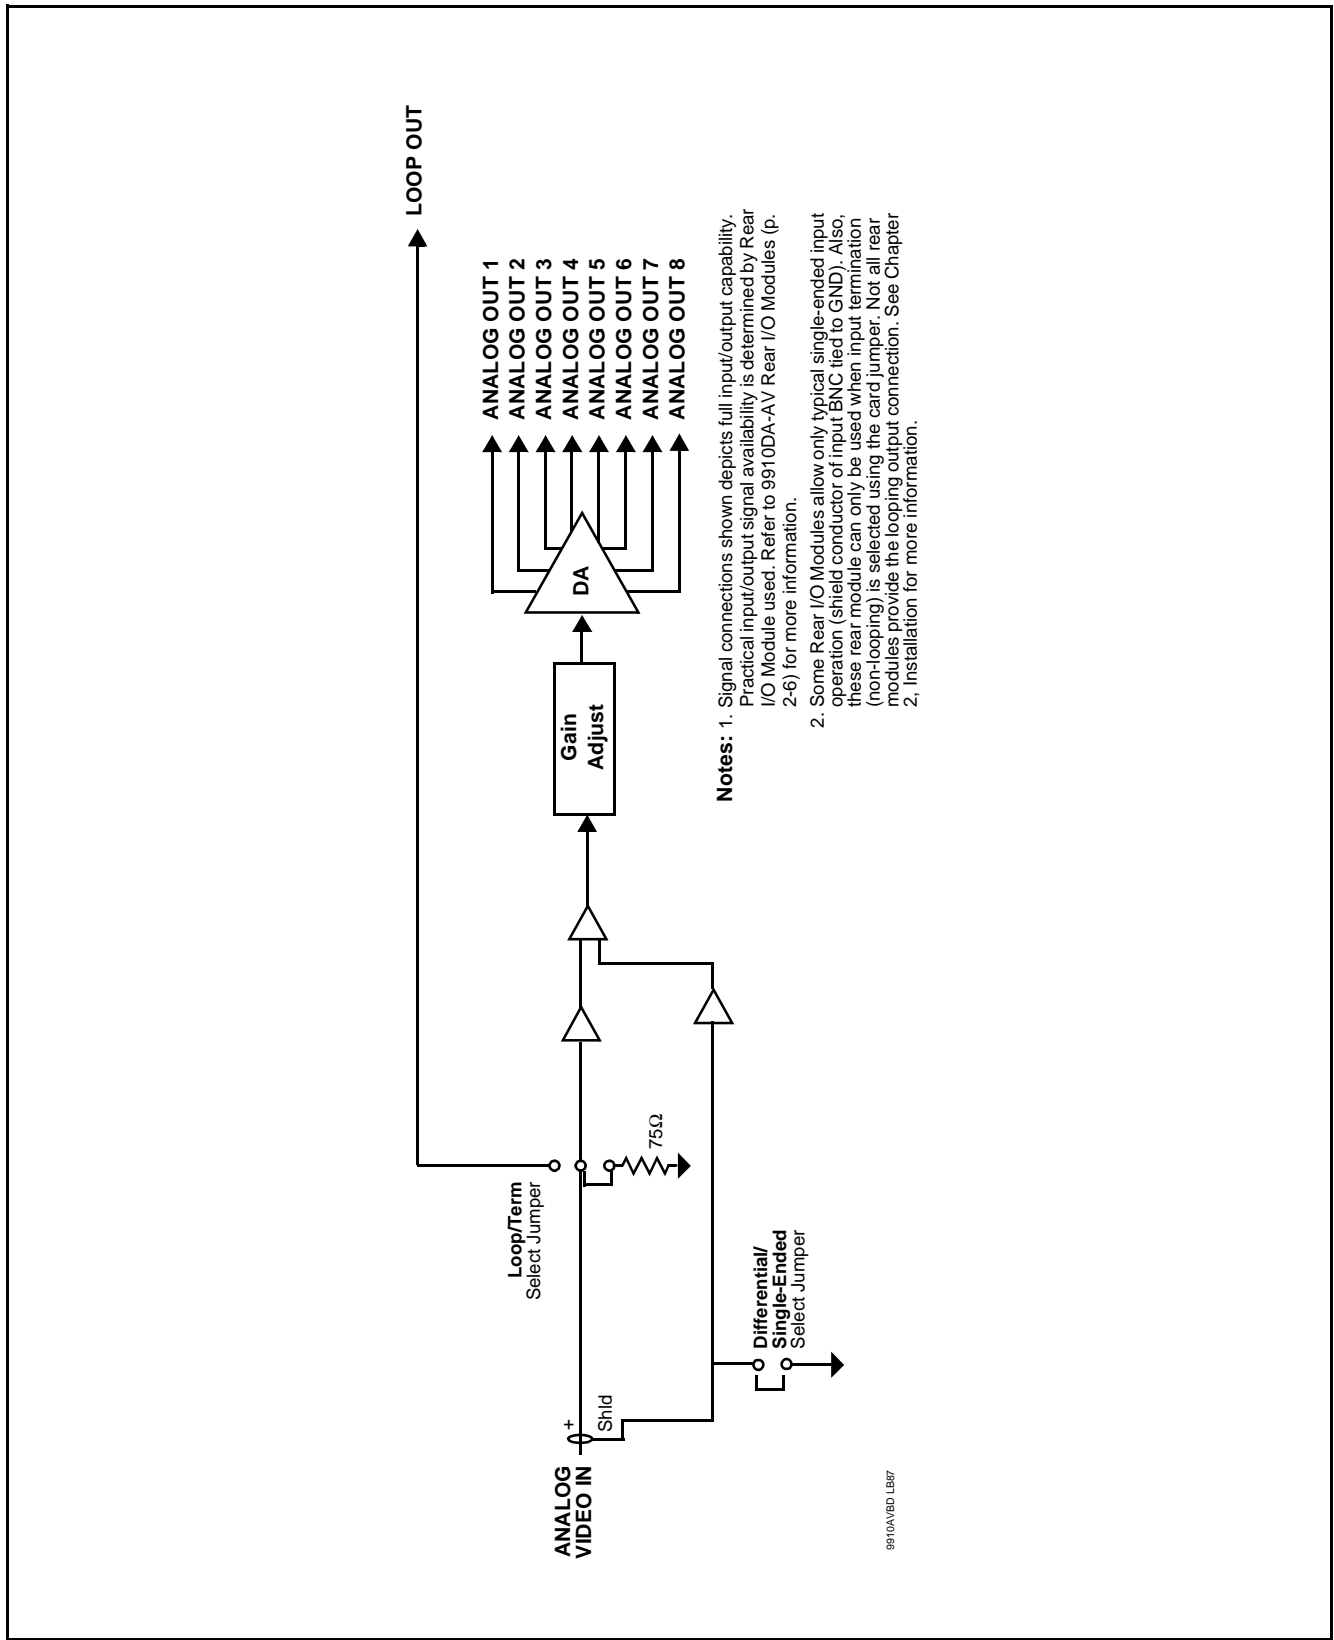 LOOP OUT
ANALOG OUT 1
ANALOG OUT 2
ANALOG OUT 3
ANALOG OUT 4
ANALOG OUT 5
ANALOG OUT 6
ANALOG OUT 7
ANALOG OUT 8
DA
Gain
Adjust
Loop/Term
Select Jumper
75Ω
Differential/
Single-Ended
Select Jumper
+
Shld
ANALOG
VIDEO IN
Notes: 1. Signal connections shown depicts full input/output capability.
Practical input/output signal availability is determined by Rear
I/O Module used. Refer to 9910DA-AV Rear I/O Modules (p.
2-6) for more information.
2. Some Rear I/O Modules allow only typical single-ended input
operation (shield conductor of input BNC tied to GND). Also,
these rear module can only be used when input termination
(non-looping) is selected using the card jumper. Not all rear
modules provide the looping output connection. See Chapter
2, Installation for more information.
9910AVBD LB87